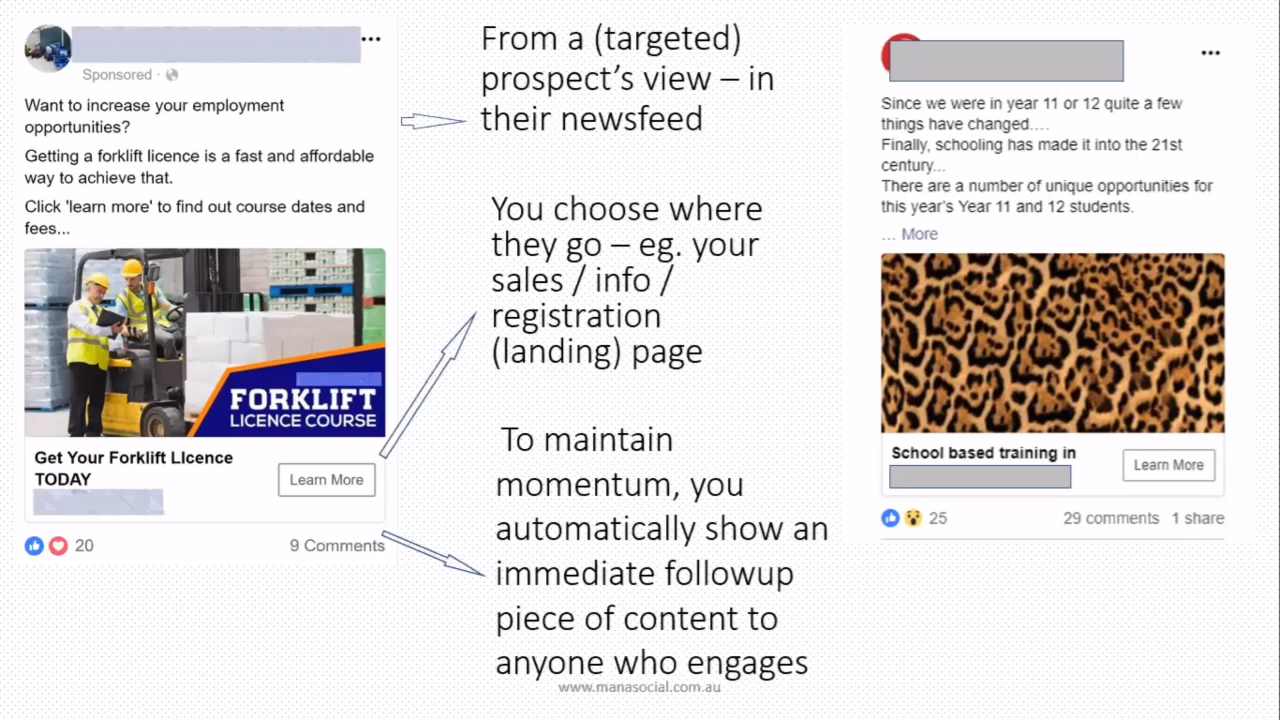 Sponsored ·
Want to increase your employment
opportunities?
Getting a forklift licence is a fast and affordable
way to achieve that.
Click 'learn more' to find out course dates and
fees...
FORKLIFT
LICENCE COURSE
Get Your Forklift LIcence
TODAY
Learn More
20
9 Comments
From a (targeted)
prospect's view – in
their newsfeed
You choose where
they go – eg. your
sales / info /
registration
(landing) page
To maintain
momentum, you
automatically show an
immediate followup
piece of content to
anyone who engages
www.manasocial.com.au
Since we were in year 11 or 12 quite a few
things have changed....
Finally, schooling has made it into the 21st
century...
There are a number of unique opportunities for
this year's Year 11 and 12 students.
... More
School based training in
Learn More
25
29 comments 1 share